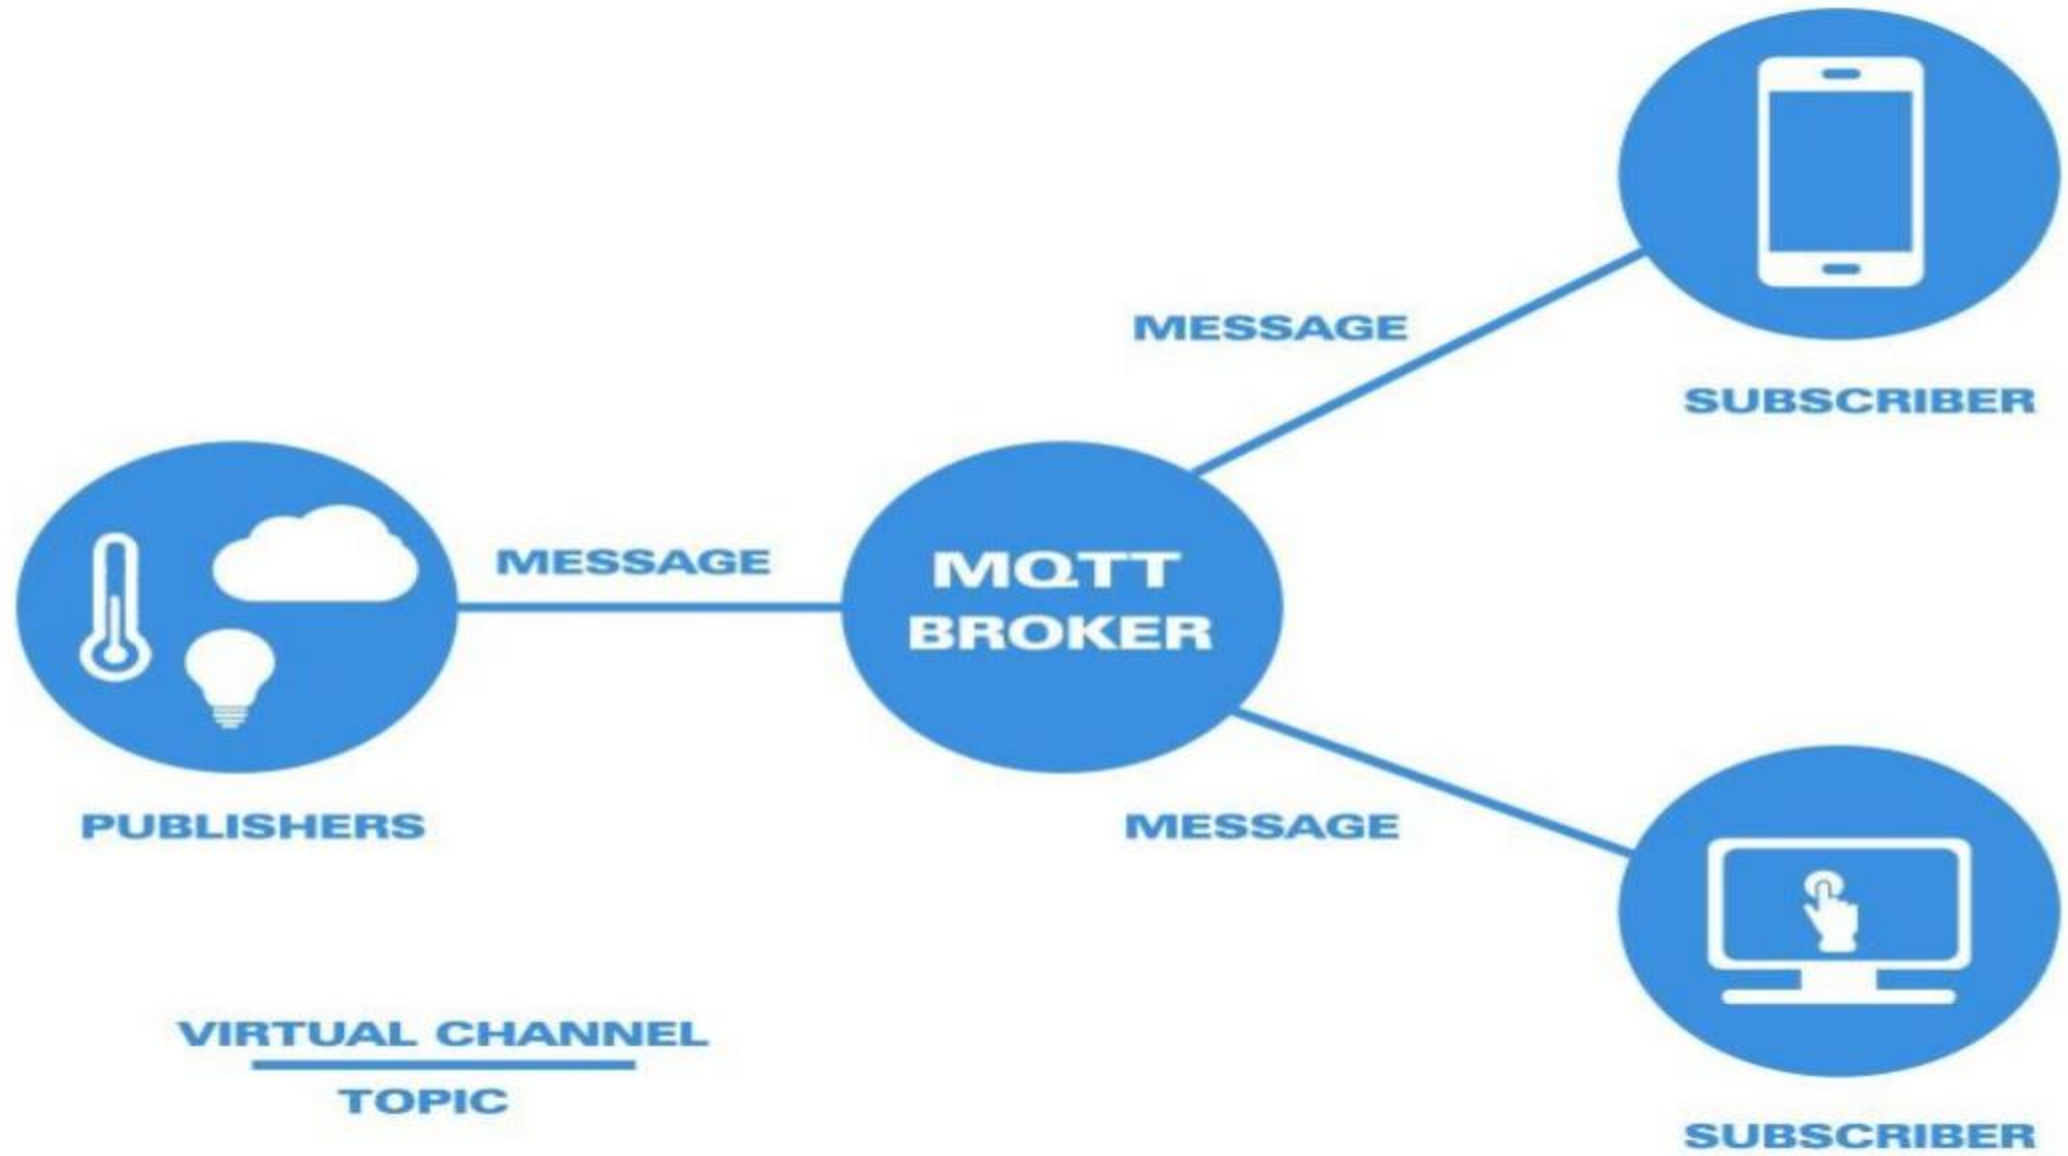 MESSAGE
SUBSCRIBER
MESSAGE
MQTT
BROKER
PUBLISHERS
MESSAGE
VIRTUAL CHANNEL
TOPIC
SUBSCRIBER